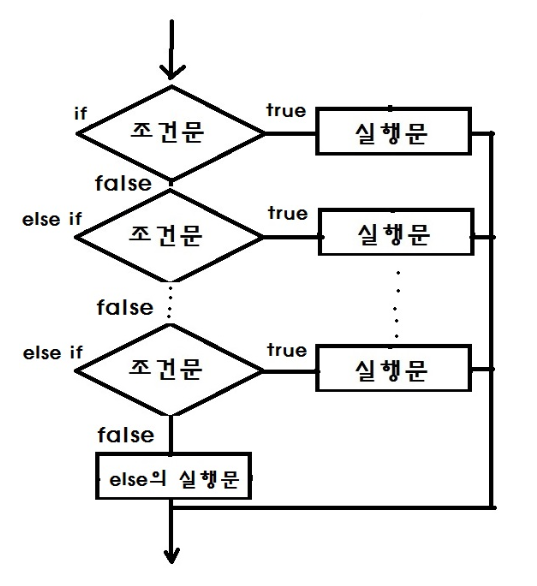 if
조건문
true
실행문
false
else if
조건문
true
실행문
false
else if
조건문
true
실행문
false
else의 실행문